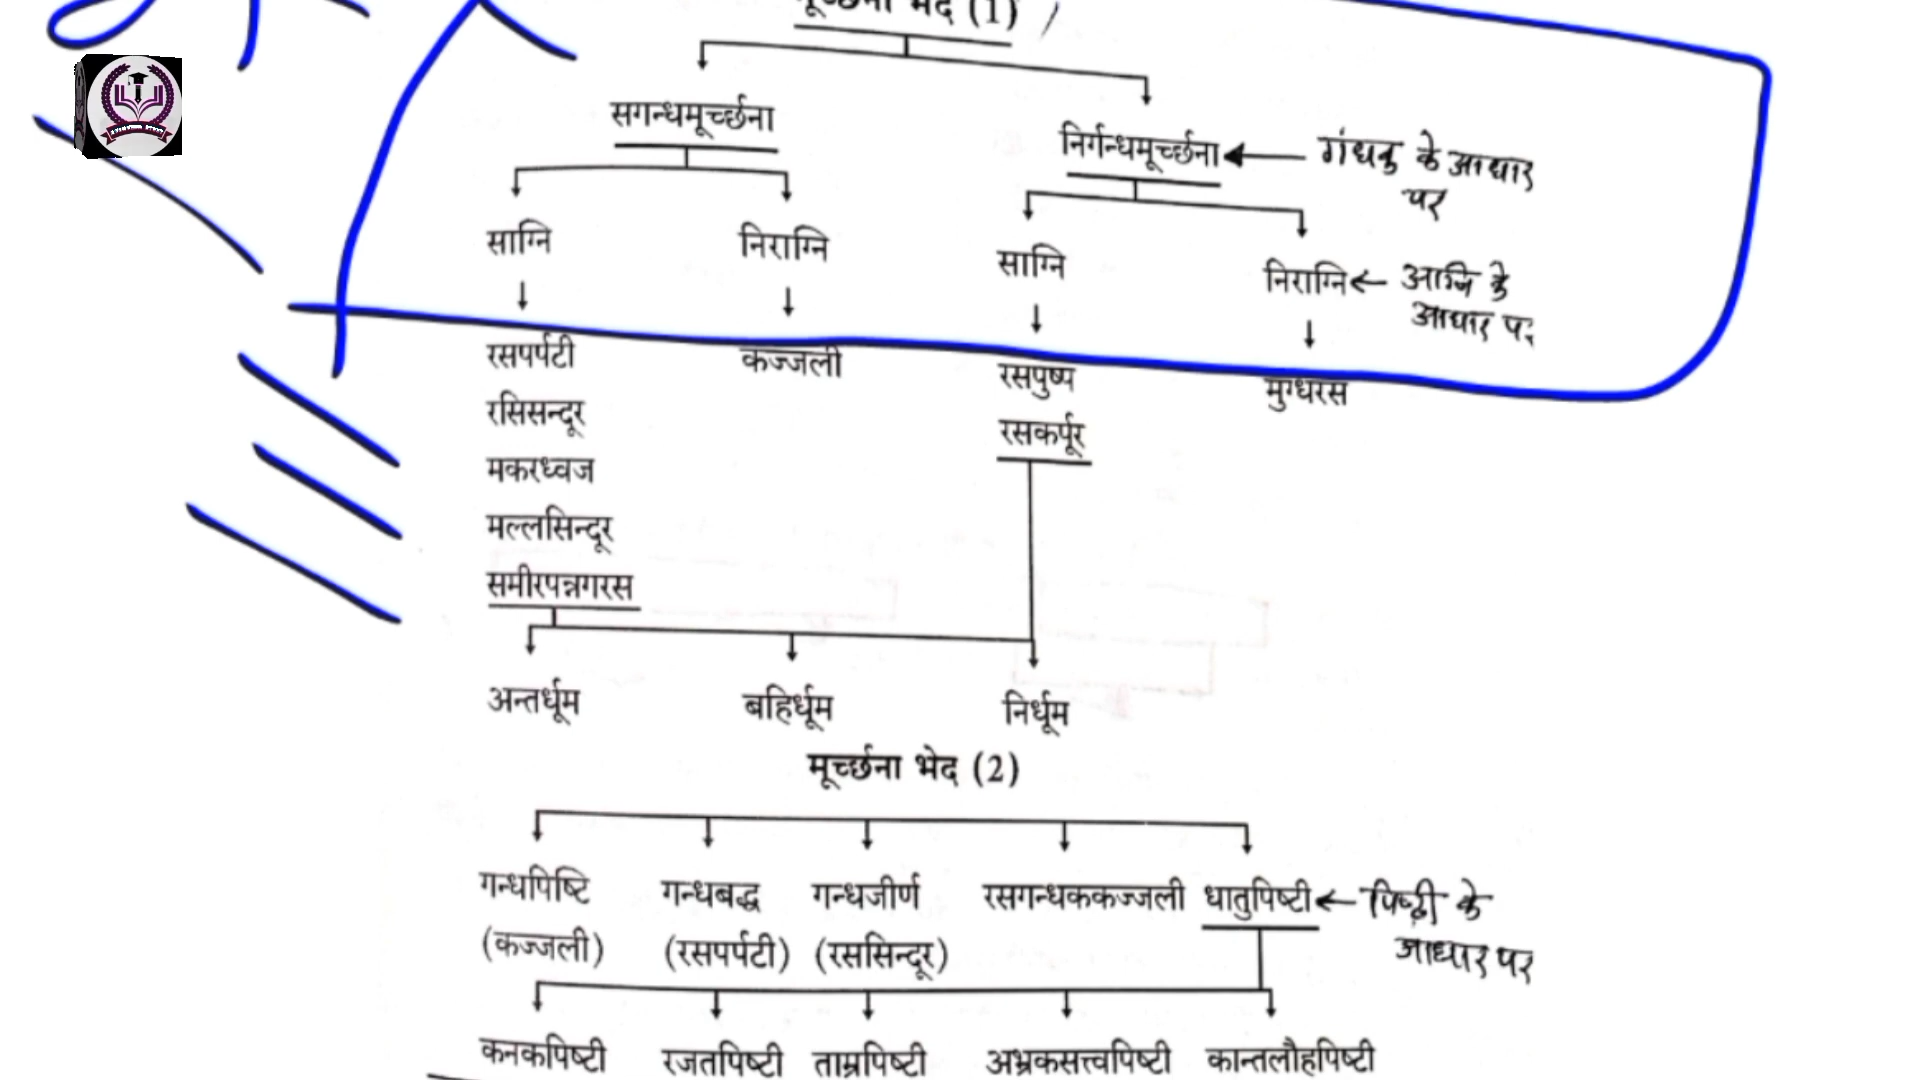 मूर्च्छना भेद (1)
सगन्धमूर्च्छना
निर्गन्धमूर्च्छना
गंधक के आधार
पर
साग्नि
निराग्नि
साग्नि
निराग्नि
अग्नि के
आधार पर
रसपर्पटी
कज्जली
रसपुष्प
मुग्धरस
रसिसन्दूर
रसकर्पूर
मकरध्वज
मल्लसिन्दूर
समीरपन्नगरस
अन्तर्धूम
बहिर्धूम
निर्धूम
मूर्च्छना भेद (2)
गन्धपिष्टि
गन्धबद्ध
गन्धजीर्ण
रसगन्धककज्जली
धातुपिष्टी
पिष्टी के
आधार पर
(कज्जली)
(रसपर्पटी)
(रससिन्दूर)
कनकपिष्टी
रजतपिष्टी
ताम्रपिष्टी
अभ्रकसत्त्वपिष्टी
कान्तलौहपिष्टी